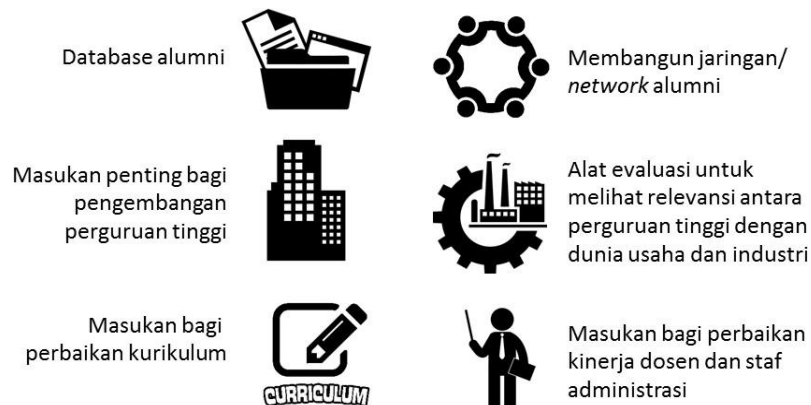 Database alumni
Membangun jaringan/
network alumni
Masukan penting bagi
pengembangan
perguruan tinggi
Alat evaluasi untuk
melihat relevansi antara
perguruan tinggi dengan
dunia usaha dan industri
Masukan bagi
perbaikan kurikulum
CURRICULUM
Masukan bagi perbaikan
kinerja dosen dan staf
administrasi